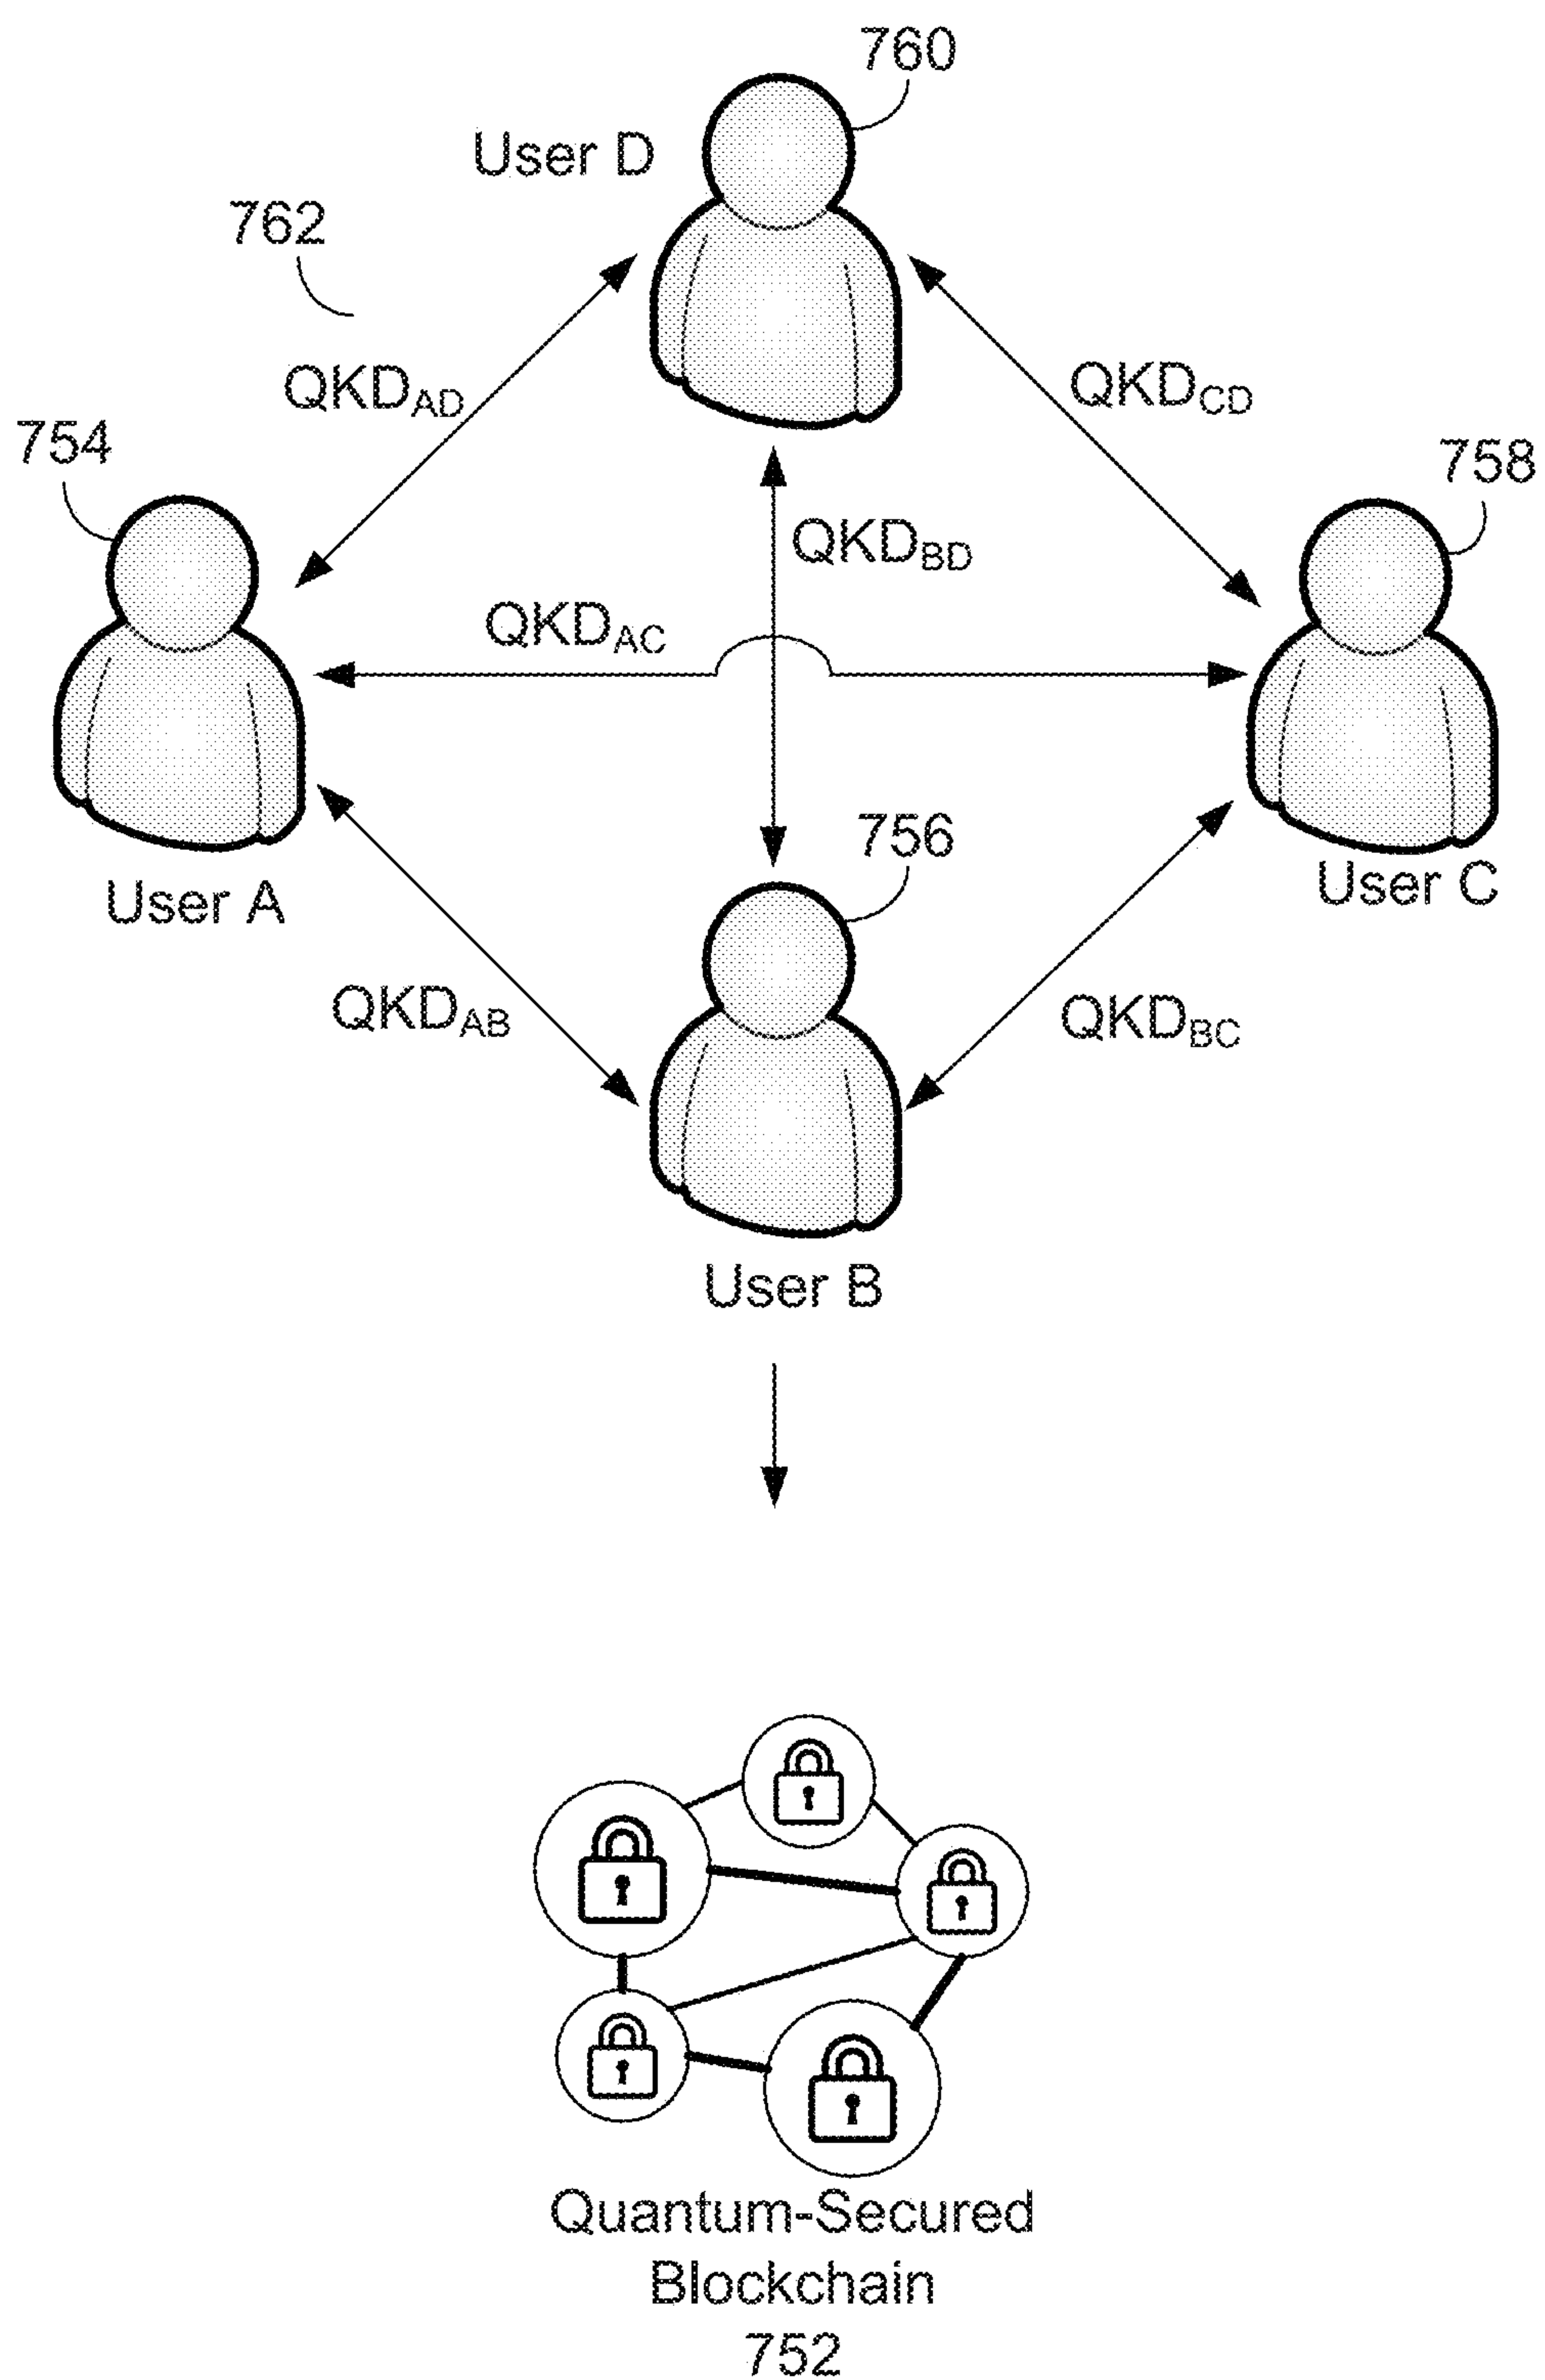 760
User D
762
QKDAD
QKDCD
754
758
QKDBD
QKDAC
756
User A
User C
QKDAB
QKDBC
User B
Quantum-Secured
Blockchain
752